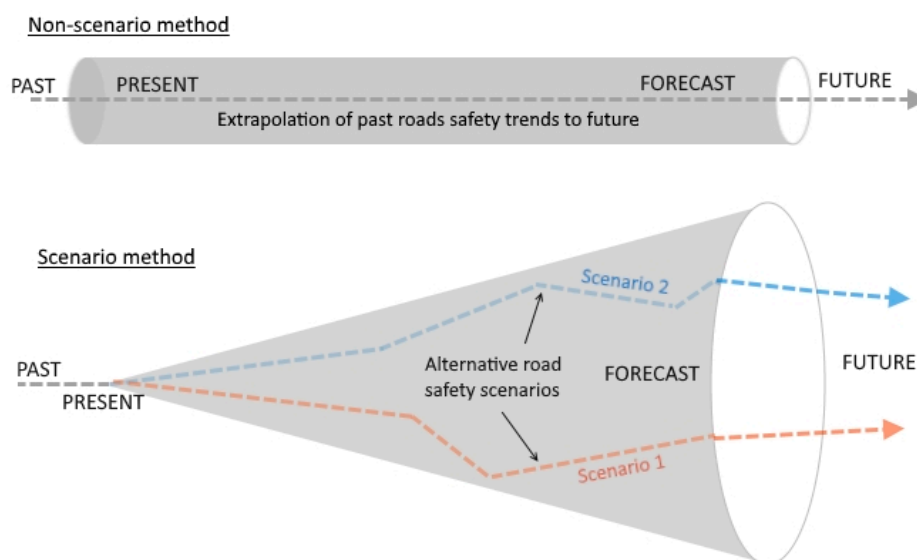 Non-scenario method
PAST
PRESENT
FORECAST
FUTURE
Extrapolation of past roads safety trends to future
Scenario method
Scenario 2
Alternative road
safety scenarios
PAST
PRESENT
FORECAST
FUTURE
Scenario 1